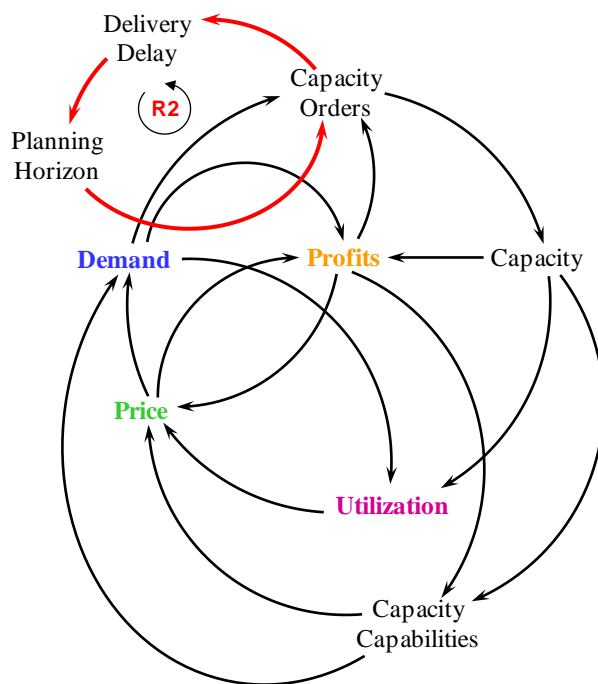 Delivery
Delay
Capacity
Orders
R2
Planning
Horizon
Demand
Profits
Capacity
Price
Utilization
Capacity
Capabilities